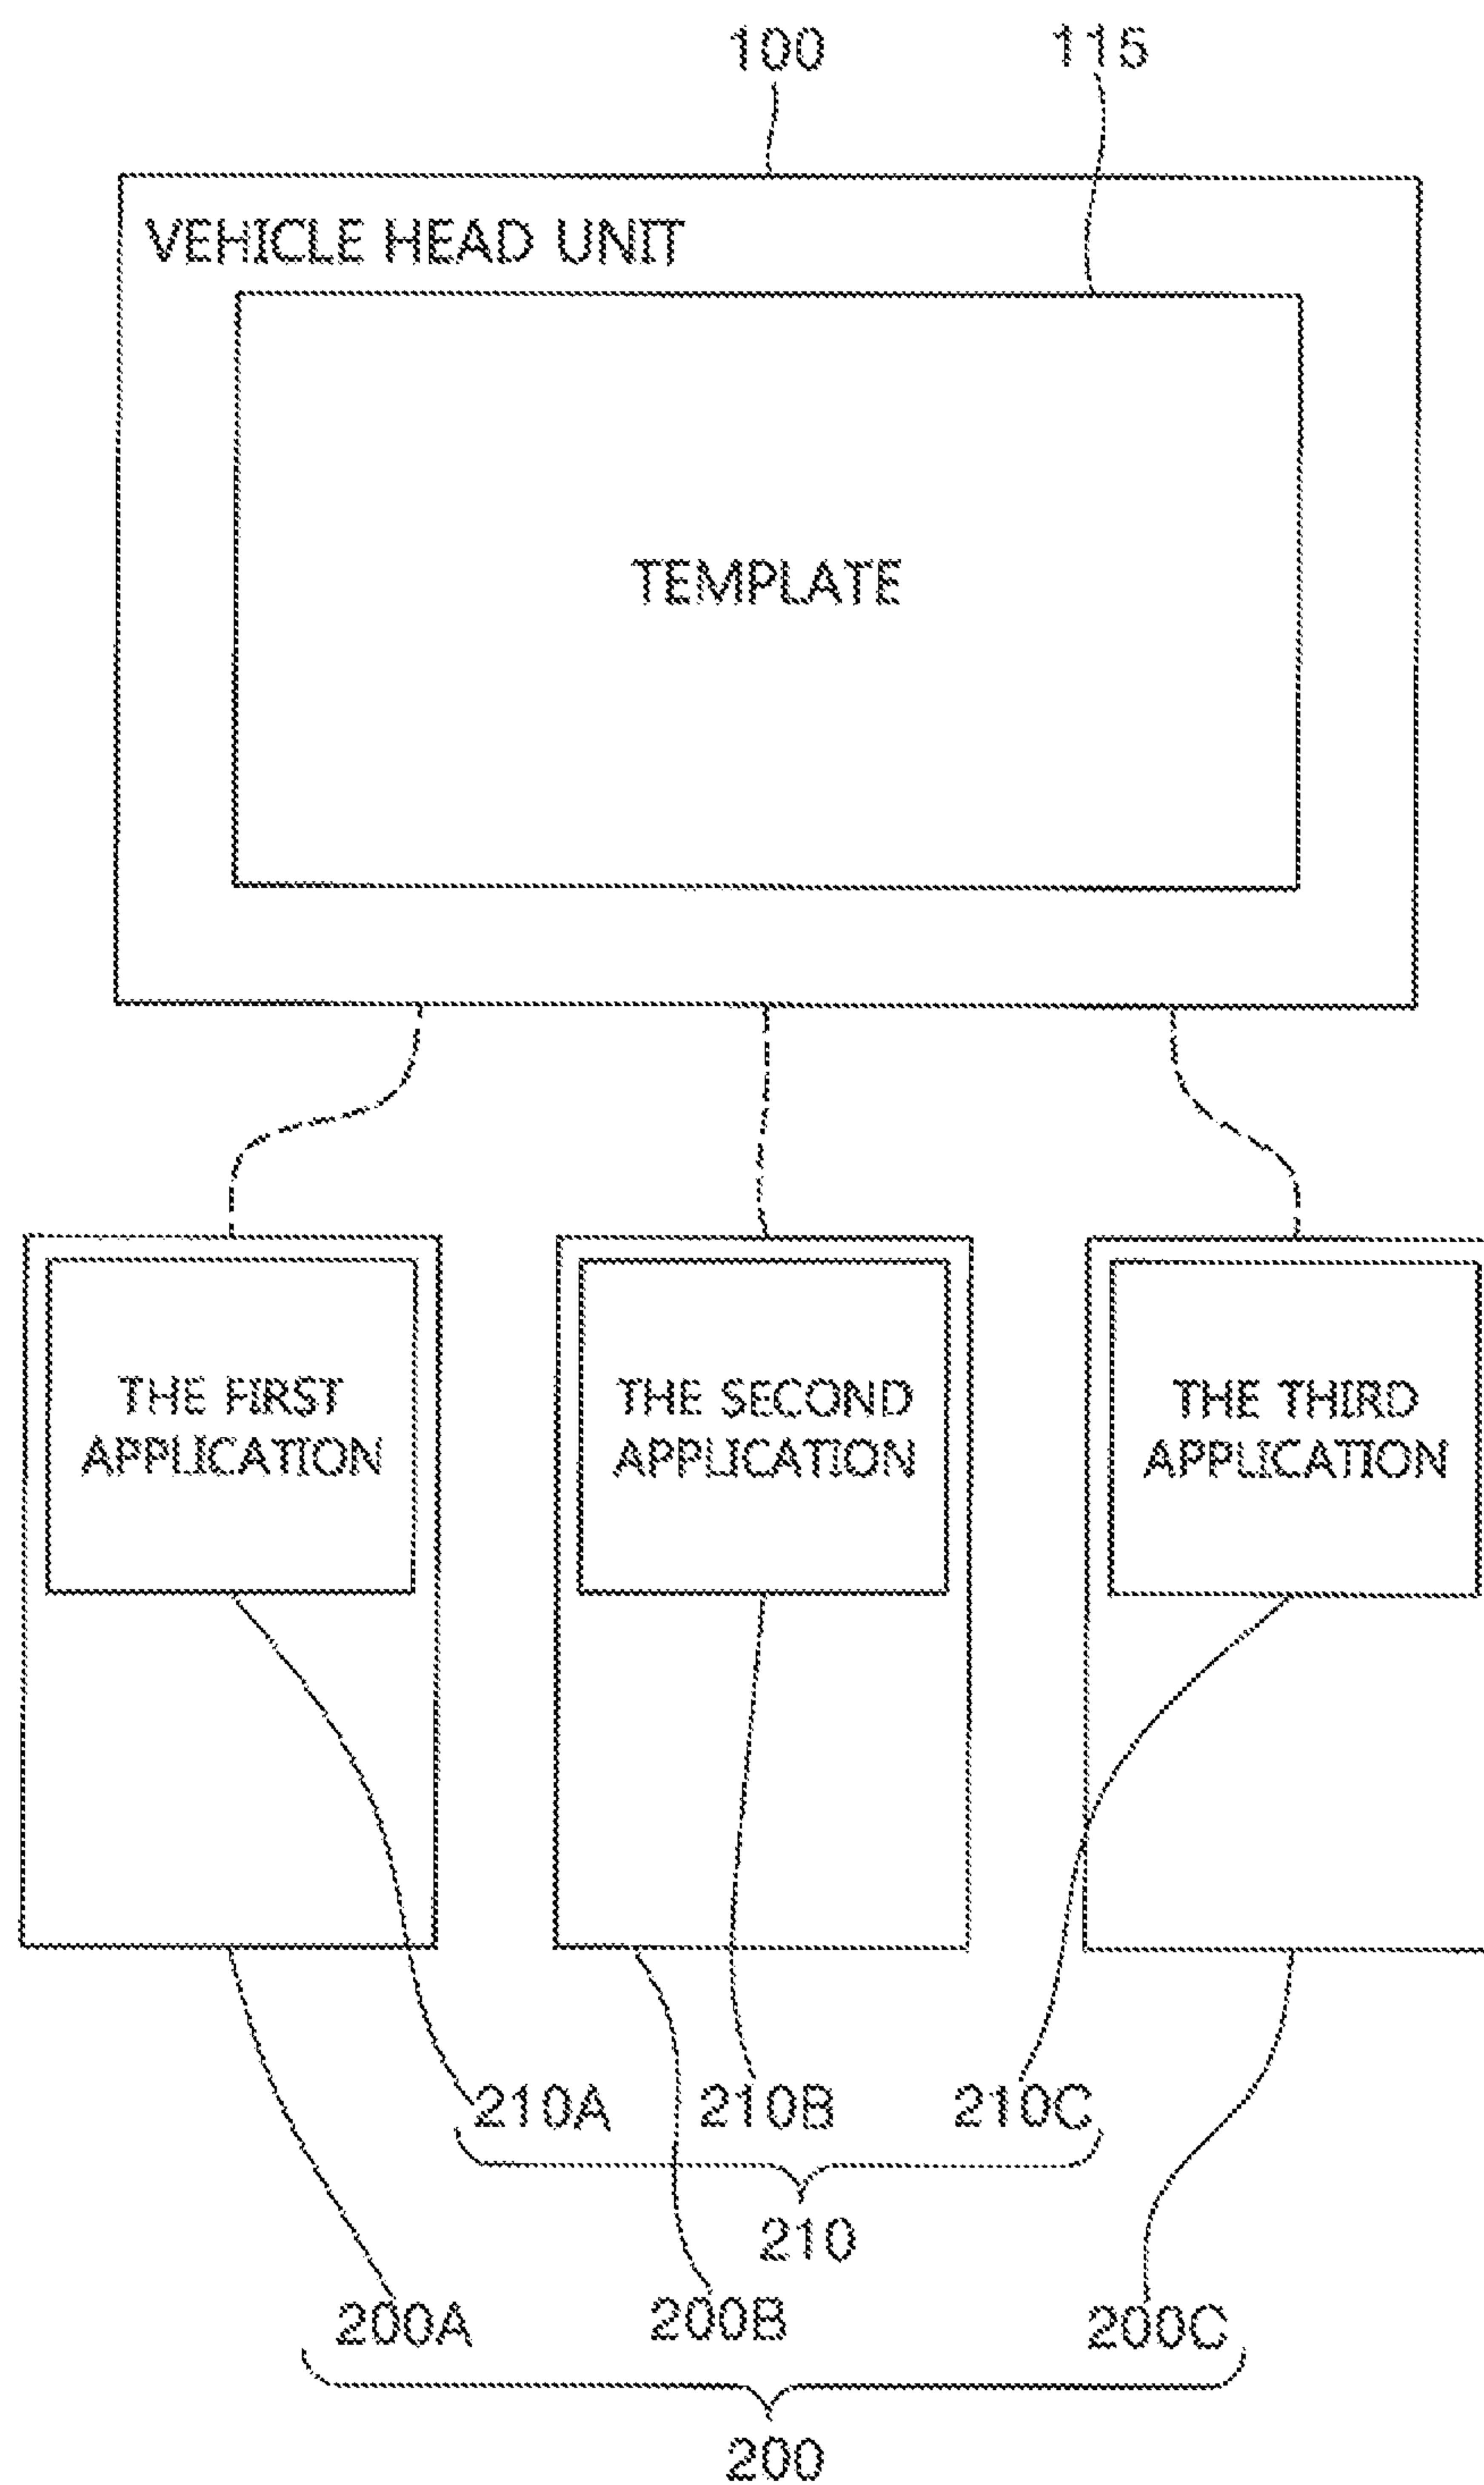 100 115
VEHICLE HEAD UNIT
TEMPLATE
THE FIRST
APPLICATION
THE SECOND
APPLICATION
THE THIRD
APPLICATION
210A 210B 210C
210
200A 200B 200C
200